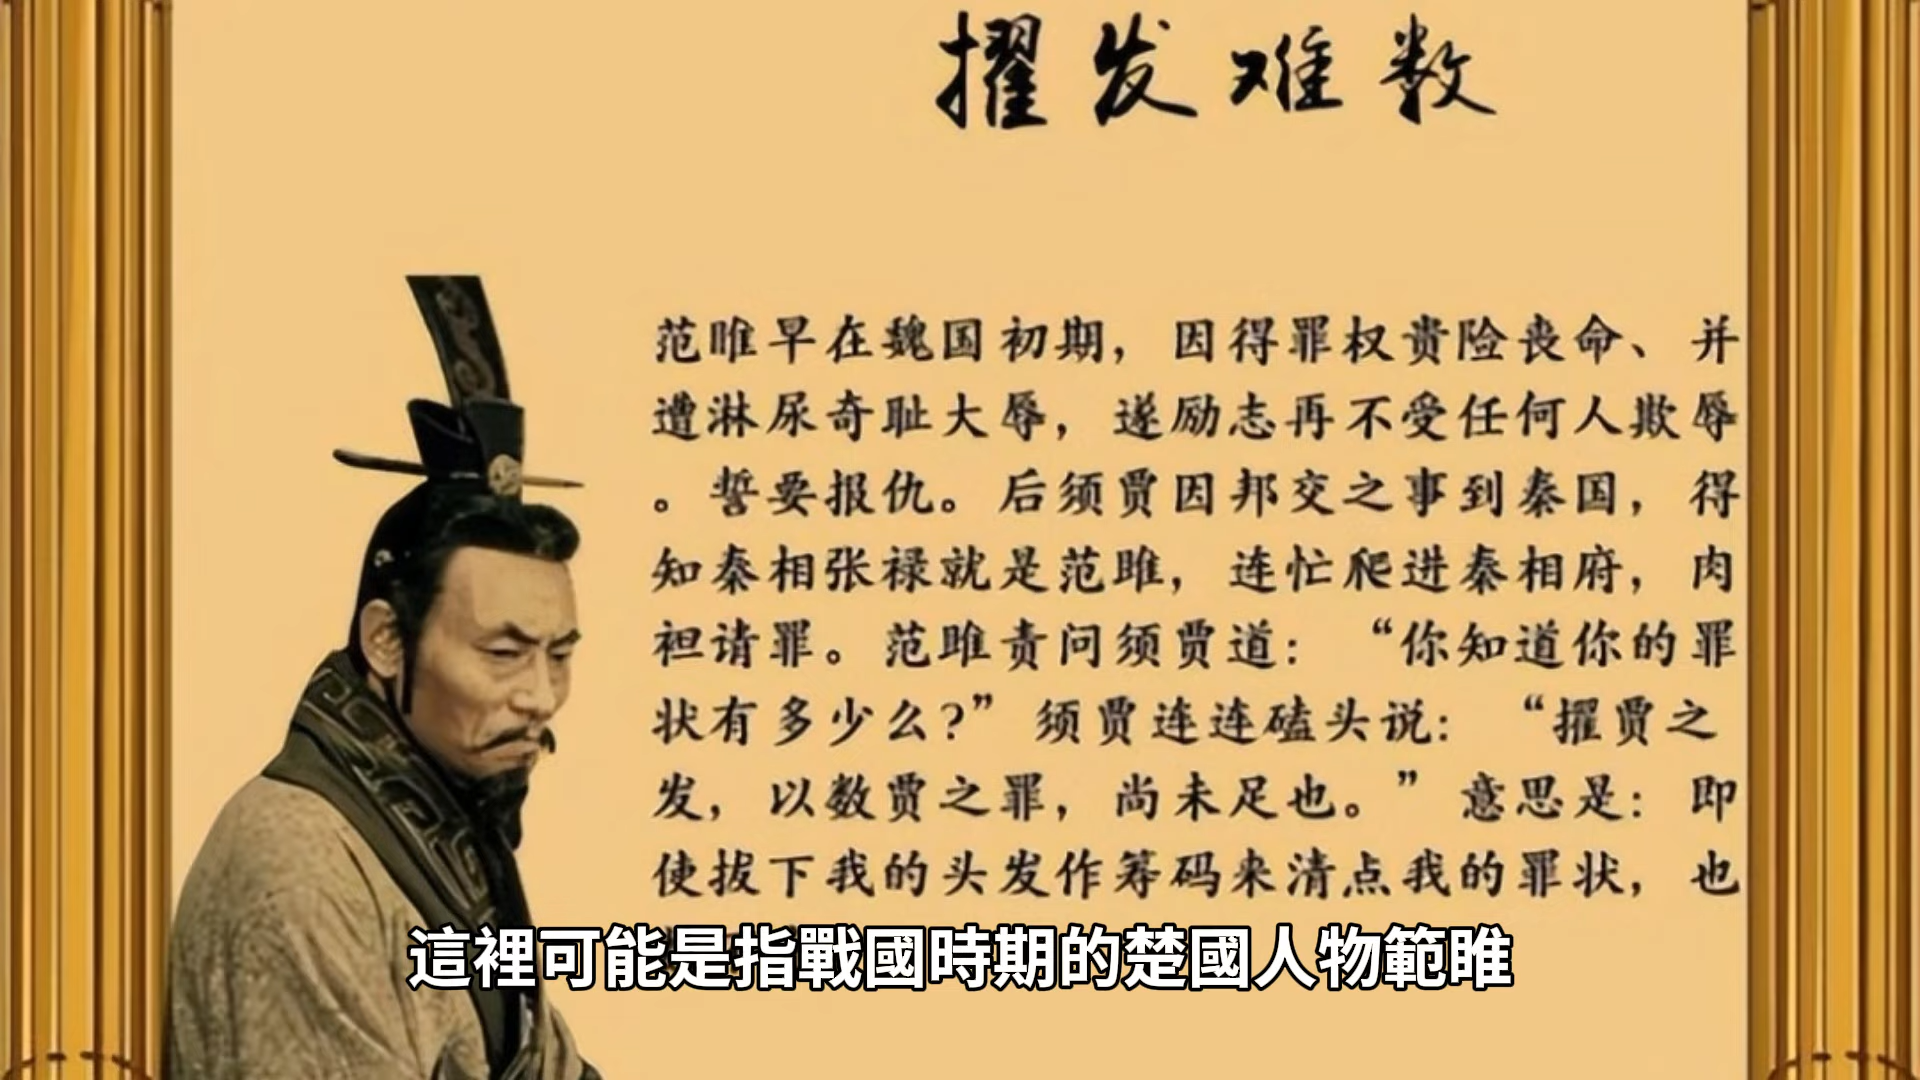 擢发难数
范雎早在魏国初期，因得罪权贵险丧命、并
遭淋尿奇耻大辱，遂励志再不受任何人欺辱
。誓要报仇。后须贾因邦交之事到秦国，得
知秦相张禄就是范雎，连忙爬进秦相府，肉
袒请罪。范雎责问须贾道：“你知道你的罪
状有多少么?”须贾连连磕头说：“擢贾之
发，以数贾之罪，尚未足也。”意思是：即
使拔下我的头发作筹码来清点我的罪状，也
這裡可能是指戰國時期的楚國人物範睢